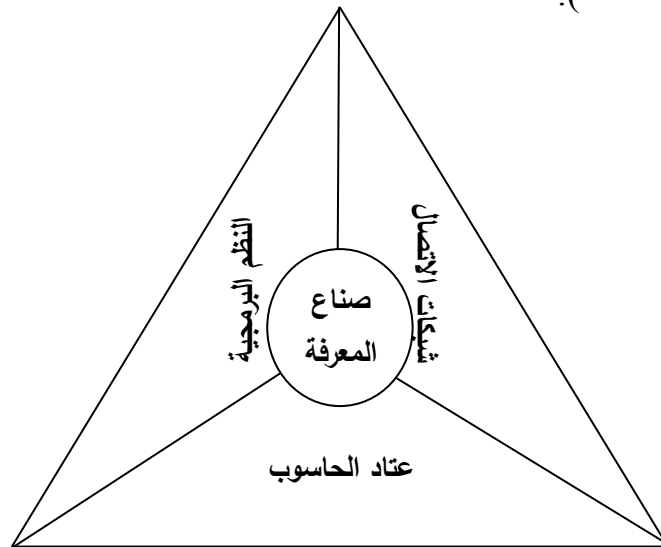 .(
شبكات الاتصال
النظم البرمجية
صناع
المعرفة
عتاد الحاسوب